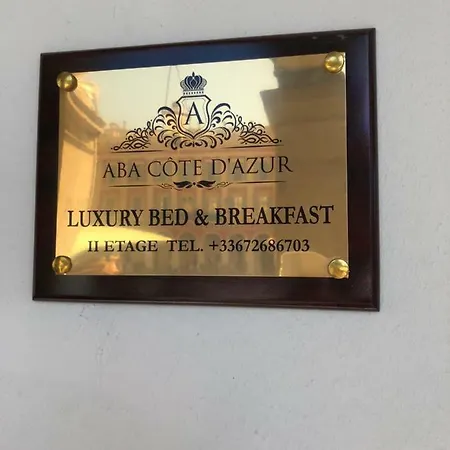 A
ABA CÔTE D'AZUR
LUXURY BED & BREAKFAST
II ETAGE TEL. +33672686703